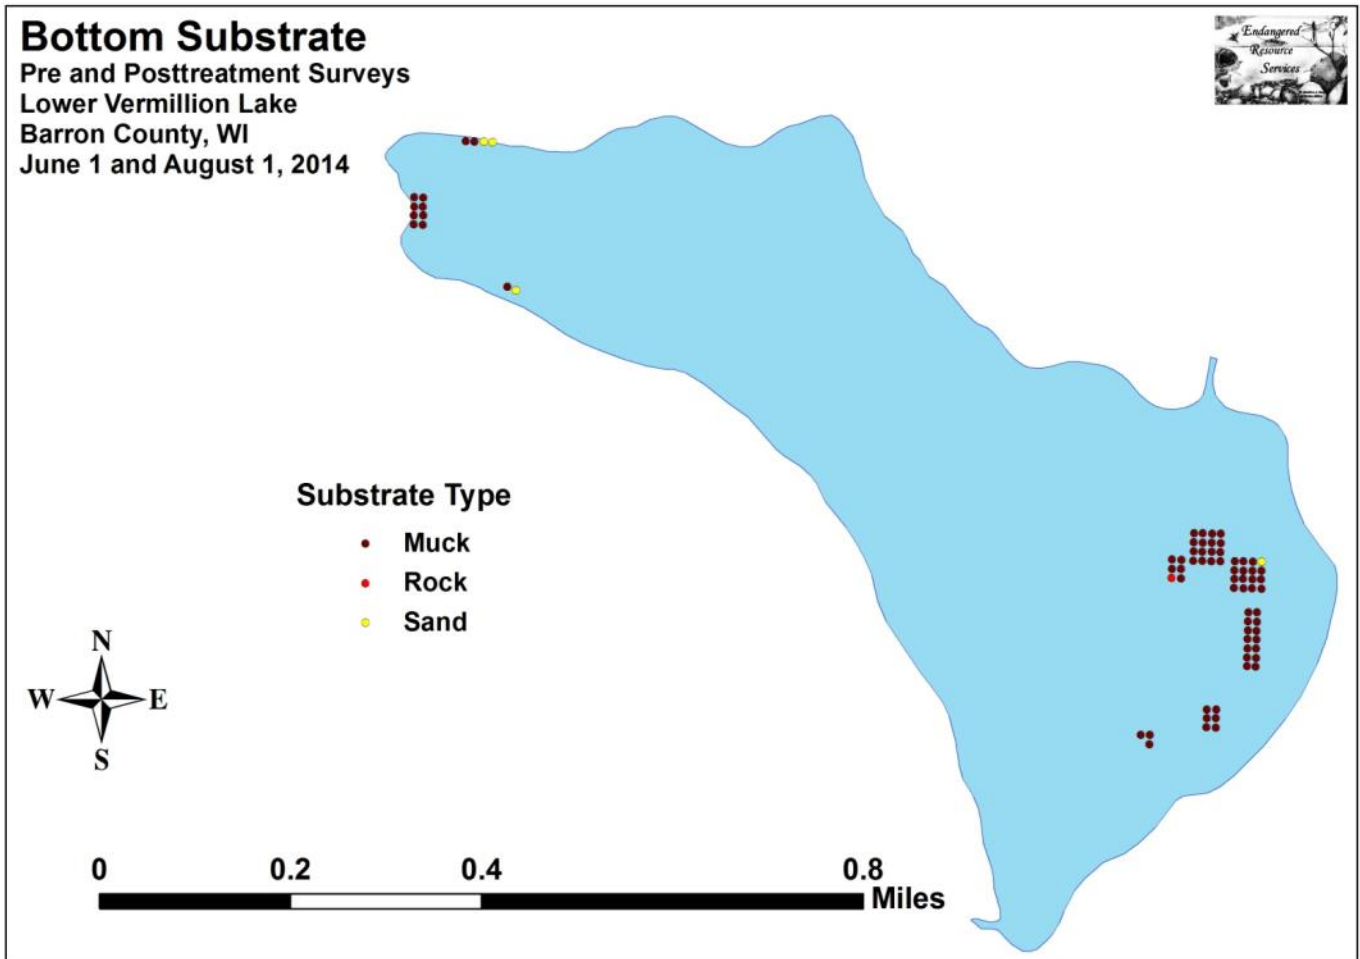 Bottom Substrate
Pre and Posttreatment Surveys
Lower Vermillion Lake
Barron County, WI
June 1 and August 1, 2014
Endangered
Resource
Services
Substrate Type
Muck
Rock
Sand
N
W E
S
0 0.2 0.4 0.8
Miles